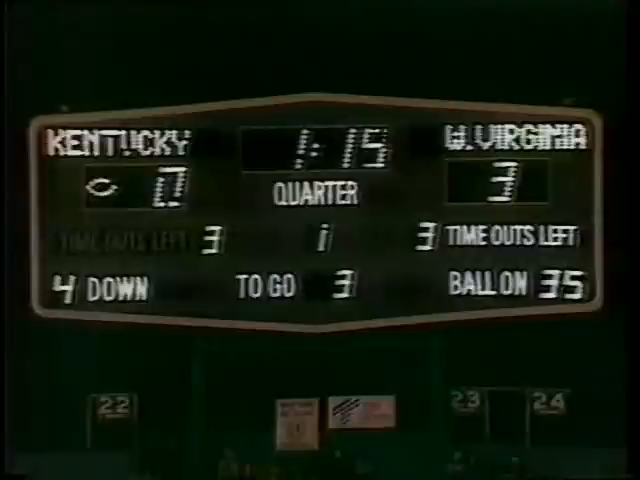 KENTUCKY 1:15 W.VIRGINIA
0 QUARTER 3
TIME OUTS LEFT 3 1 3 TIME OUTS LEFT
4 DOWN TO GO 3 BALL ON 35
22 23 24